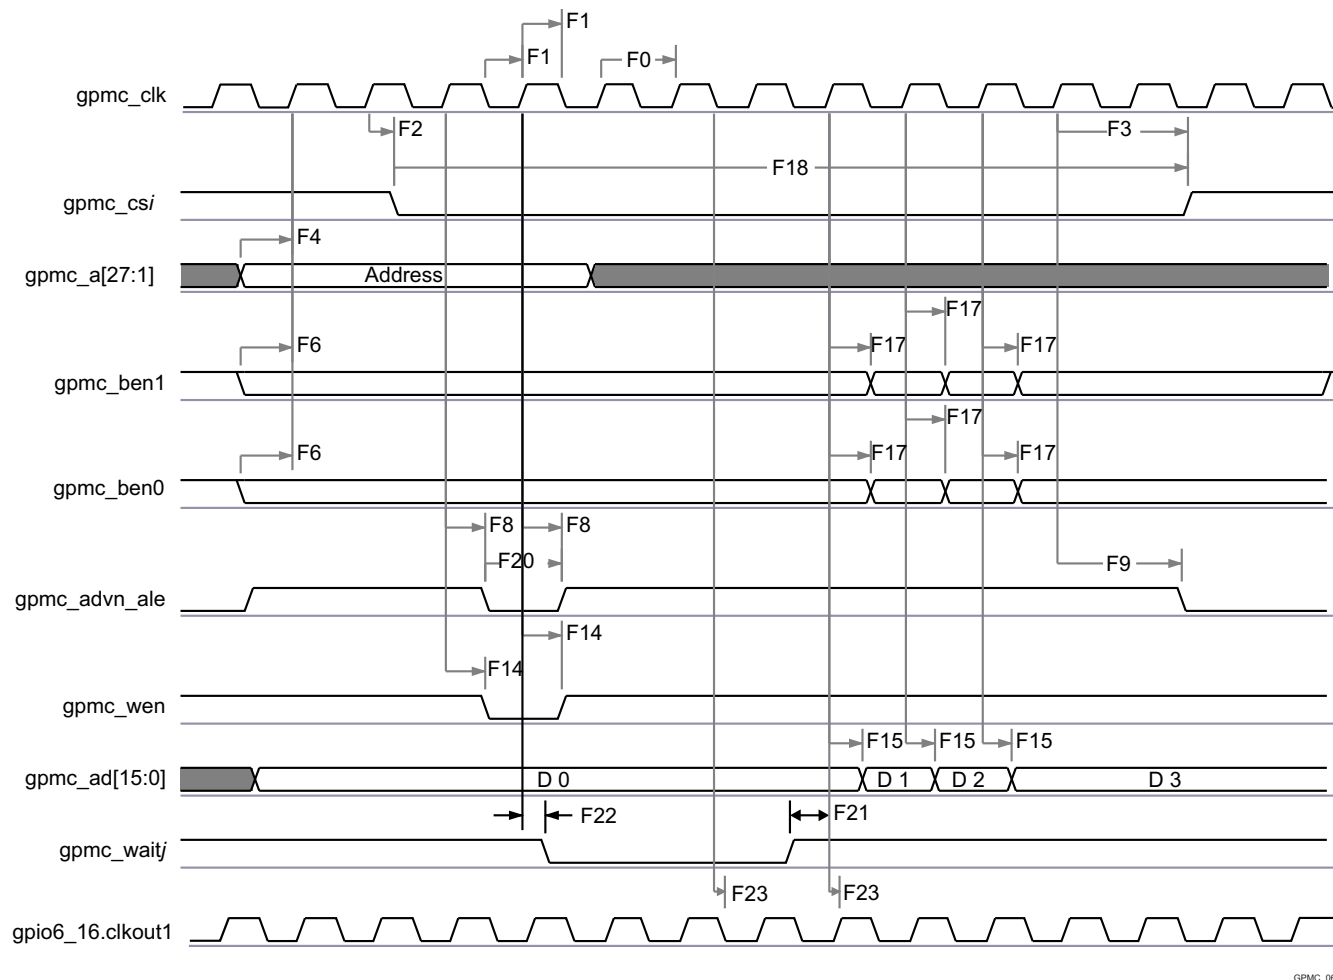 F1
F1
F0
gpmc_clk
F2
F3
F18
gpmc_csi
F4
gpmc_a[27:1]
Address
F17
F6
F17
F17
gpmc_ben1
F17
F6
F17
F17
gpmc_ben0
F8
F8
F20
F9
gpmc_advn_ale
F14
F14
gpmc_wen
F15
F15
F15
gpmc_ad[15:0]
D 0
D 1
D 2
D 3
F22
F21
gpmc_waitj
F23
F23
gpio6_16.clkout1
GPMC_06